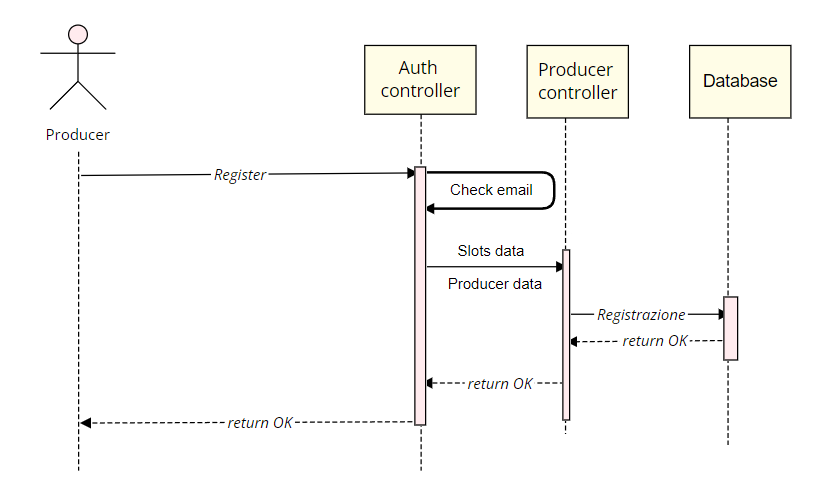 Auth
controller
Producer
controller
Database
Producer
Register
Check email
Slots data
Producer data
Registrazione
return OK
return OK
return OK